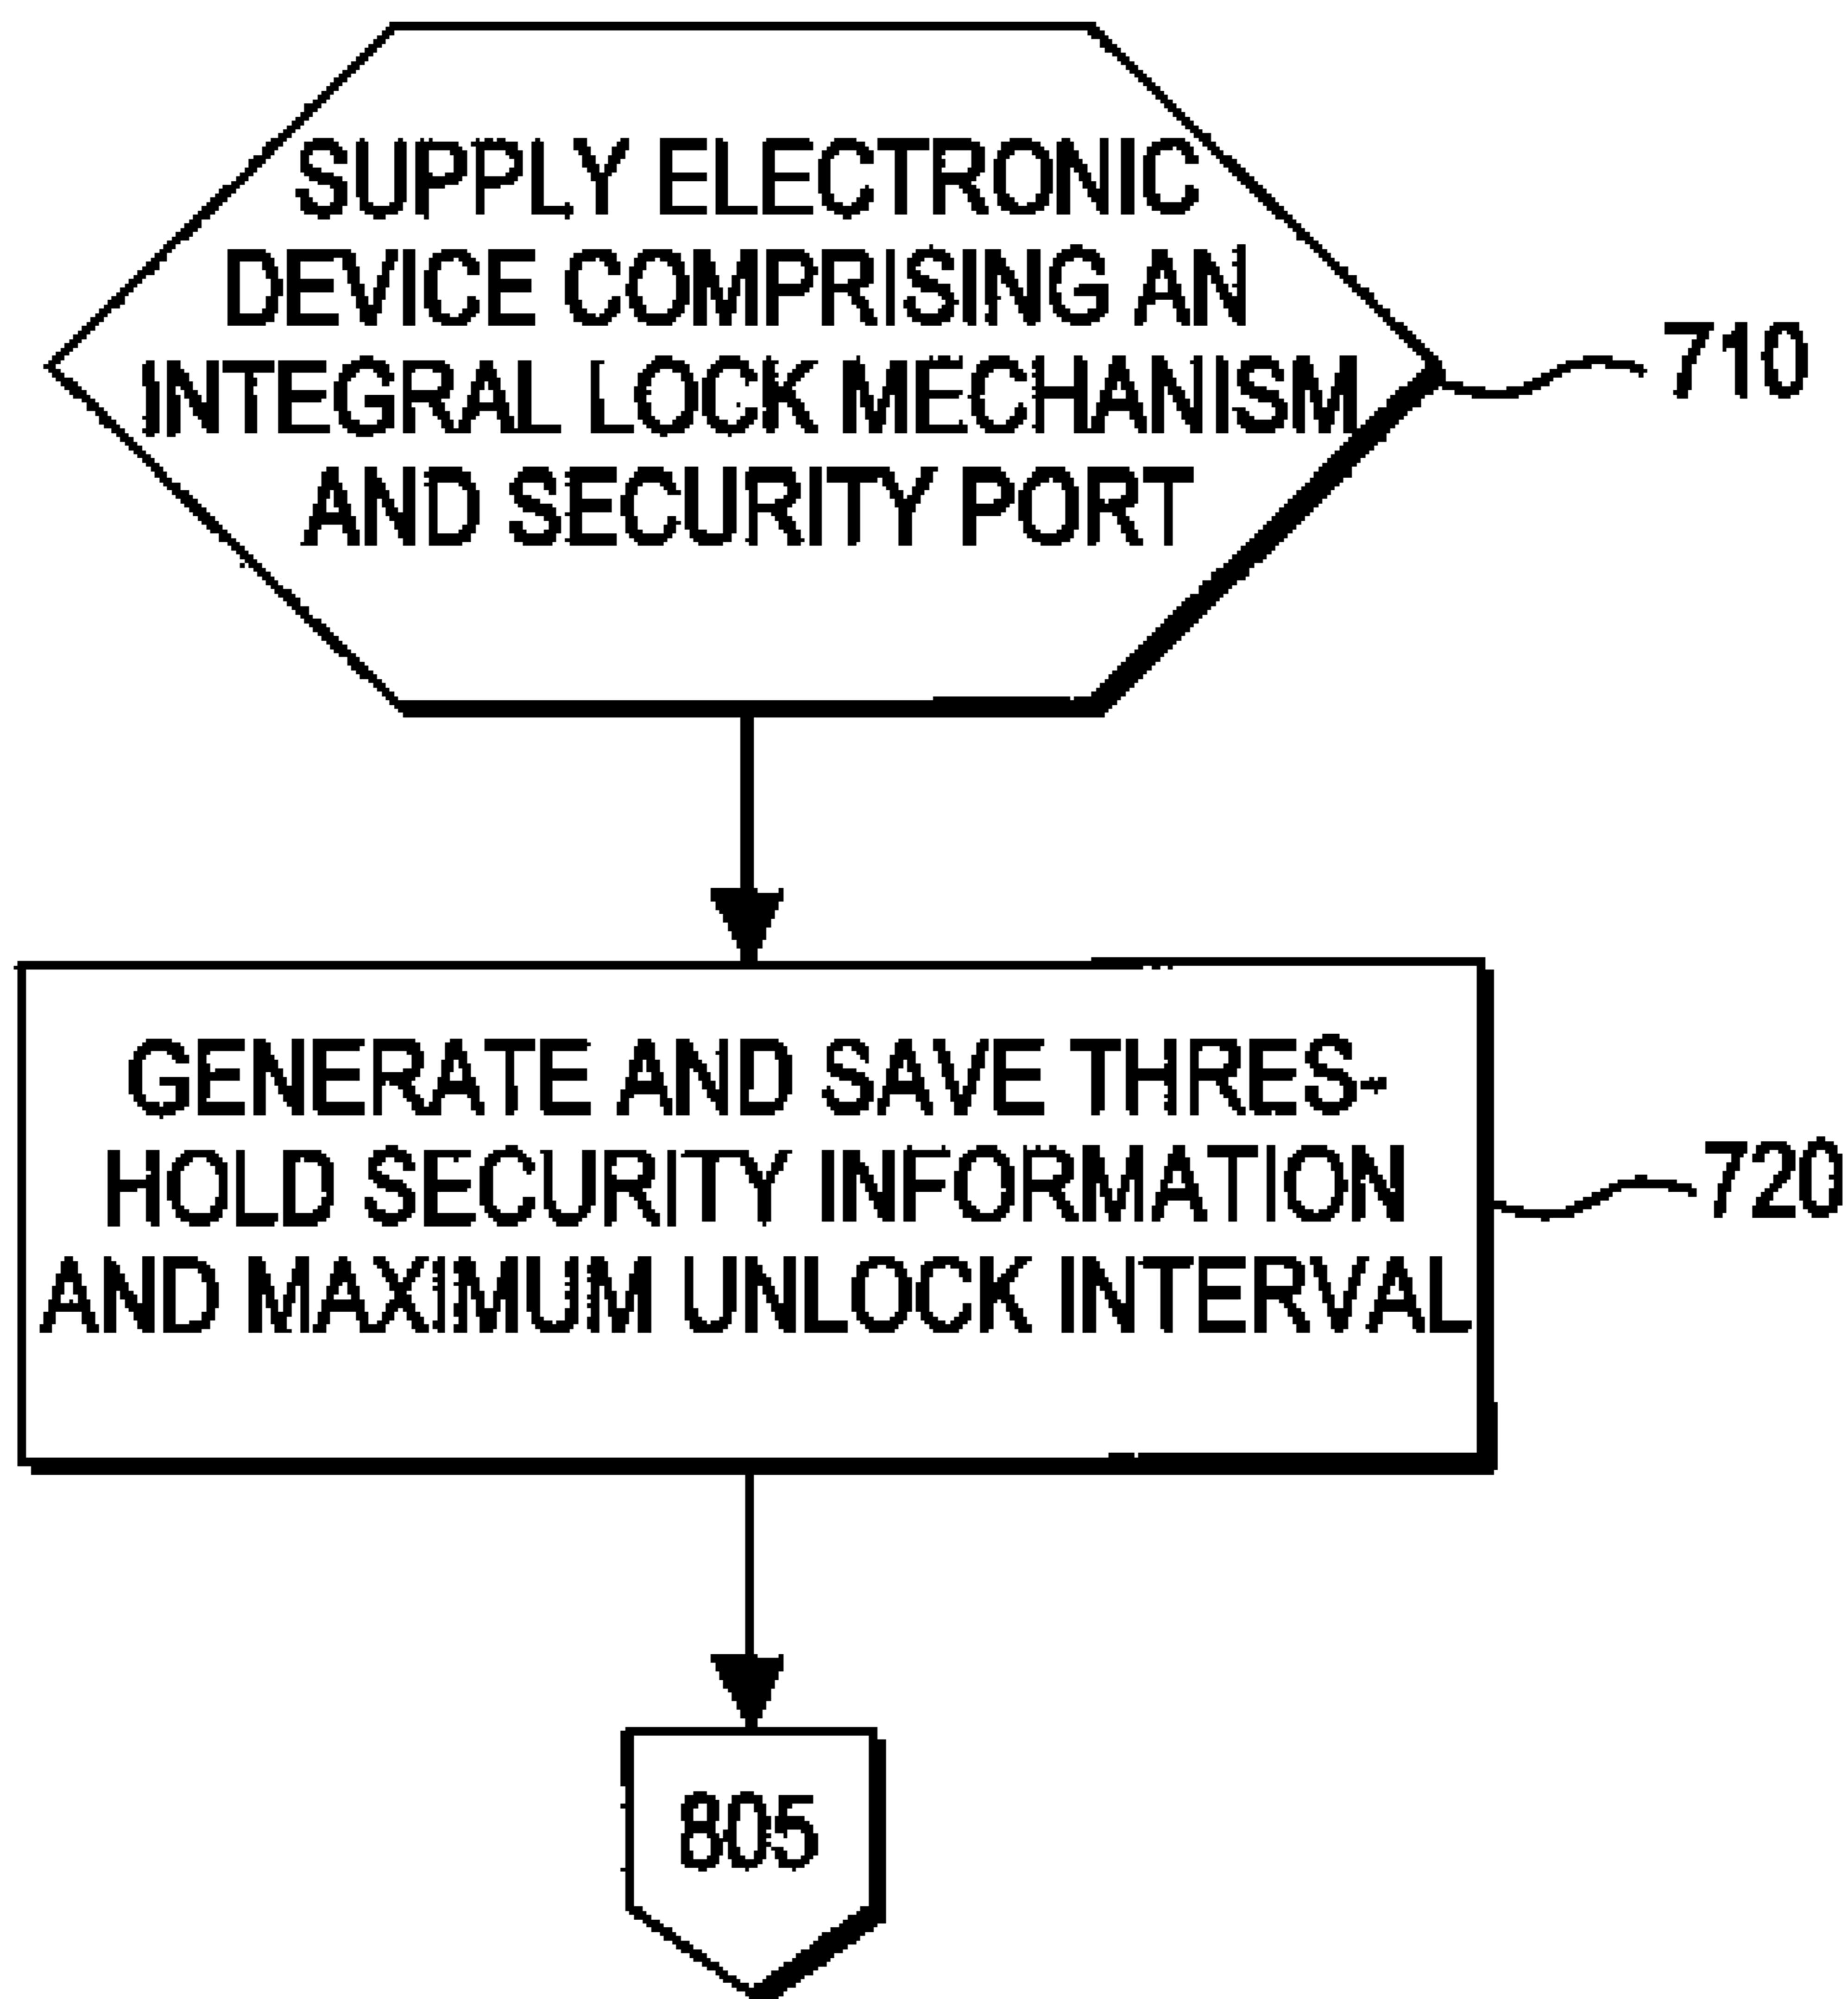 SUPPLY ELECTRONIC
DEVICE COMPRISING AN
INTEGRAL LOCK MECHANISM
AND SECURITY PORT
710
GENERATE AND SAVE THRES-
HOLD SECURITY INFORMATION
AND MAXIMUM UNLOCK INTERVAL
720
805